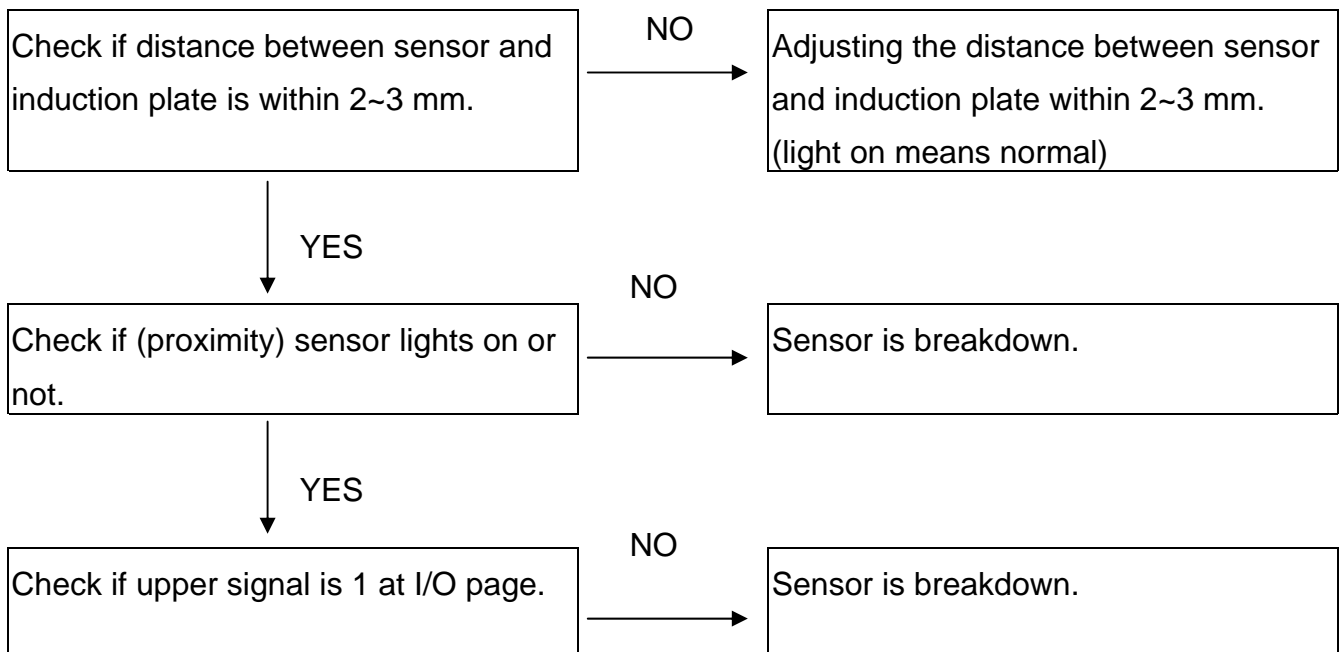 Check if distance between sensor and
induction plate is within 2~3 mm.
NO
Adjusting the distance between sensor
and induction plate within 2~3 mm.
(light on means normal)
YES
Check if (proximity) sensor lights on or
not.
NO
Sensor is breakdown.
YES
Check if upper signal is 1 at I/O page.
NO
Sensor is breakdown.